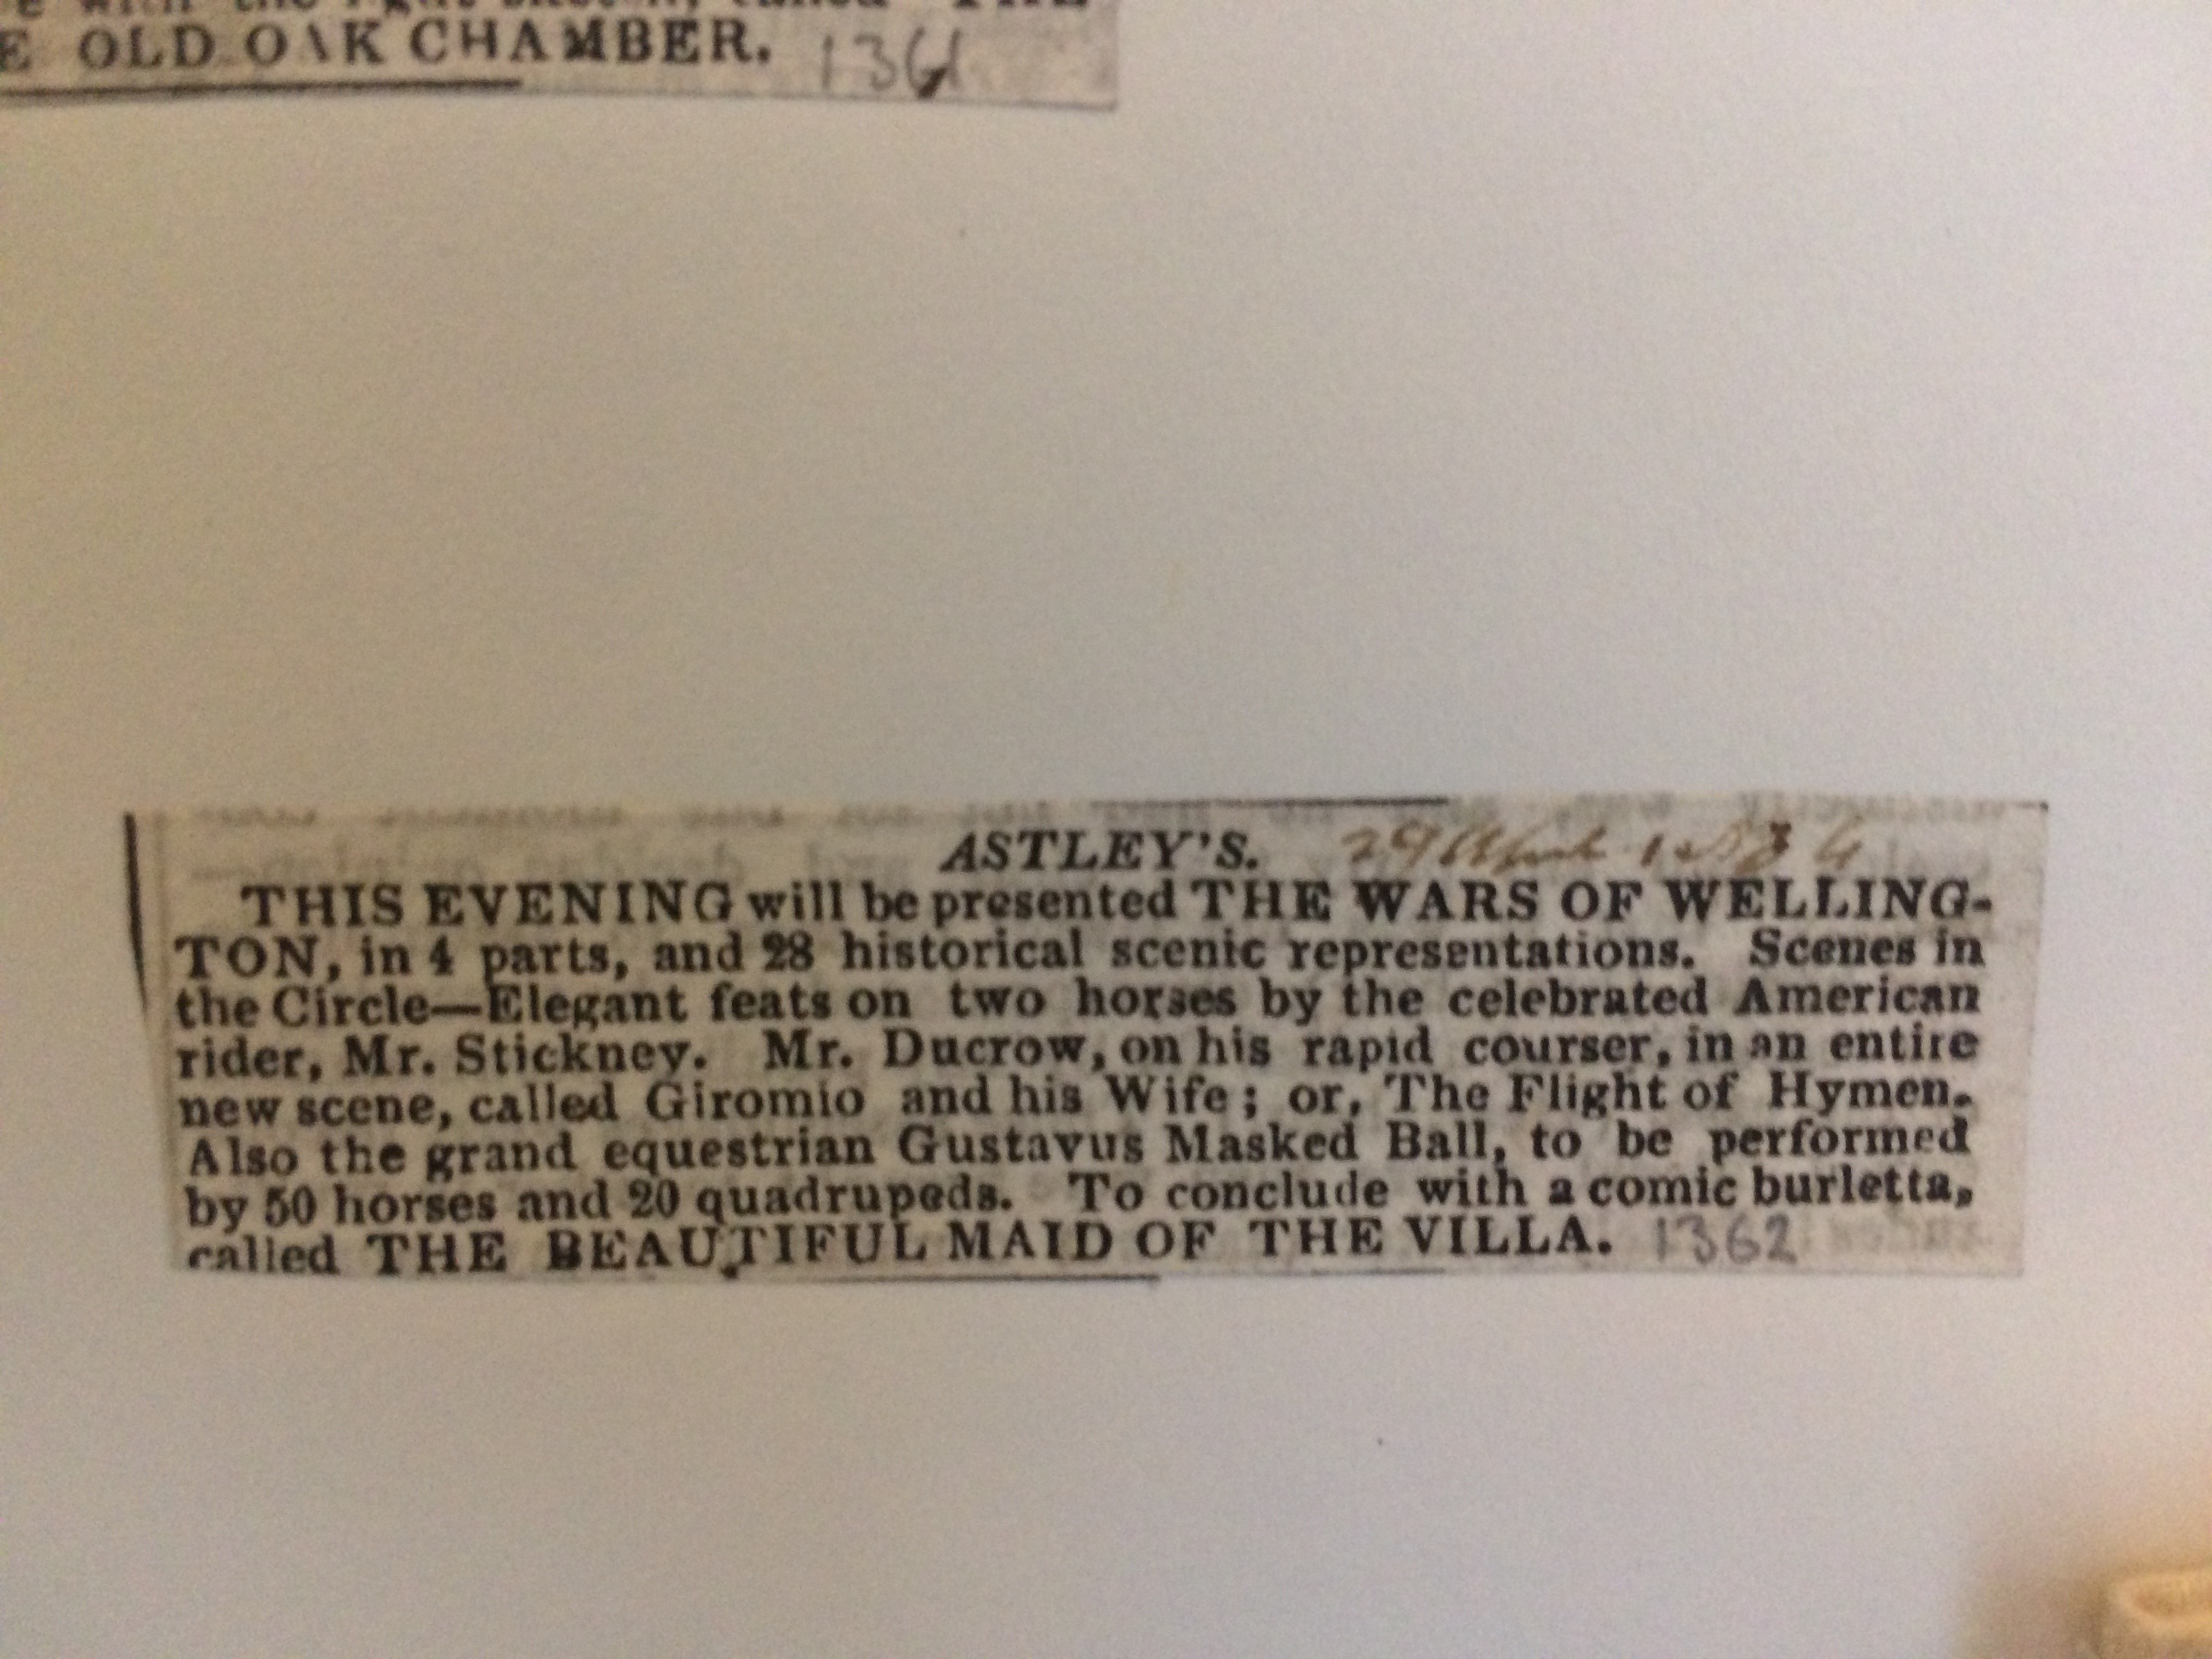 OLD OAK CHAMBER. 1361
ASTLEY'S. 29 April 1834
THIS EVENING will be presented THE WARS OF WELLING-
TON, in 4 parts, and 28 historical scenic representations. Scenes in
the Circle—Elegant feats on two horses by the celebrated American
rider, Mr. Stickney. Mr. Ducrow, on his rapid courser, in an entire
new scene, called Giromio and his Wife; or, The Flight of Hymen.
Also the grand equestrian Gustavus Masked Ball, to be performed
by 50 horses and 20 quadrupeds. To conclude with a comic burletta,
called THE BEAUTIFUL MAID OF THE VILLA. 1362